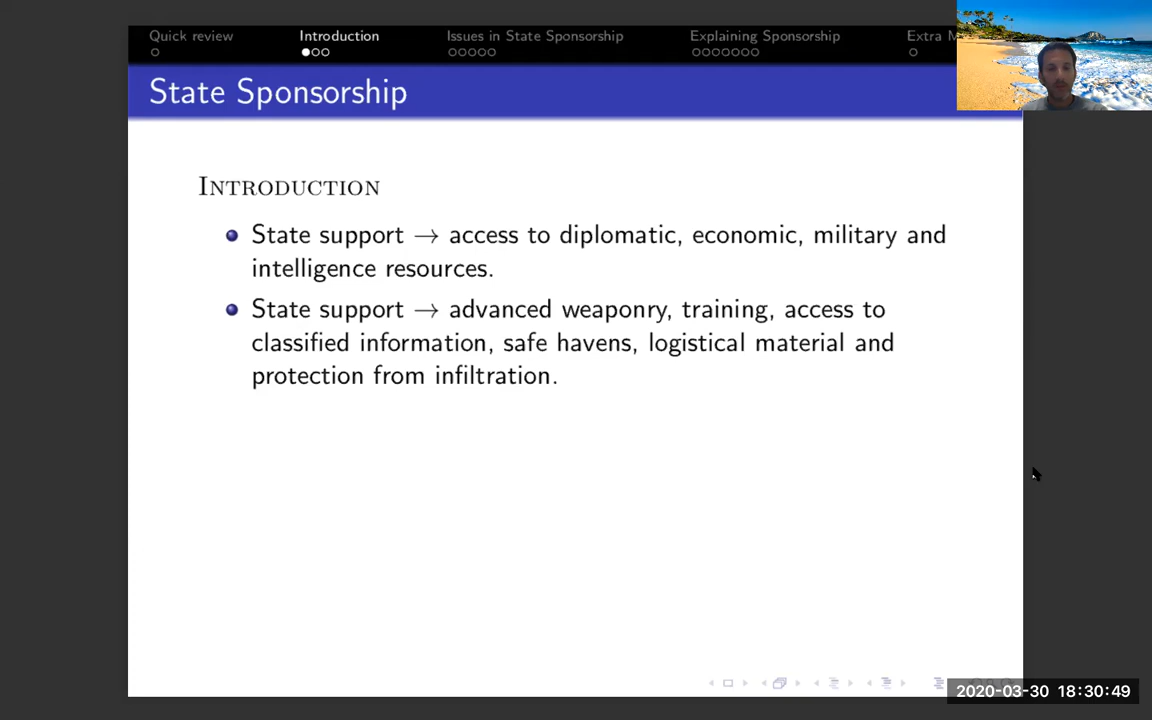 Quick review
Introduction
Issues in State Sponsorship
Explaining Sponsorship
Extra
State Sponsorship
INTRODUCTION
State support → access to diplomatic, economic, military and
intelligence resources.
State support → advanced weaponry, training, access to
classified information, safe havens, logistical material and
protection from infiltration.
2020-03-30 18:30:49